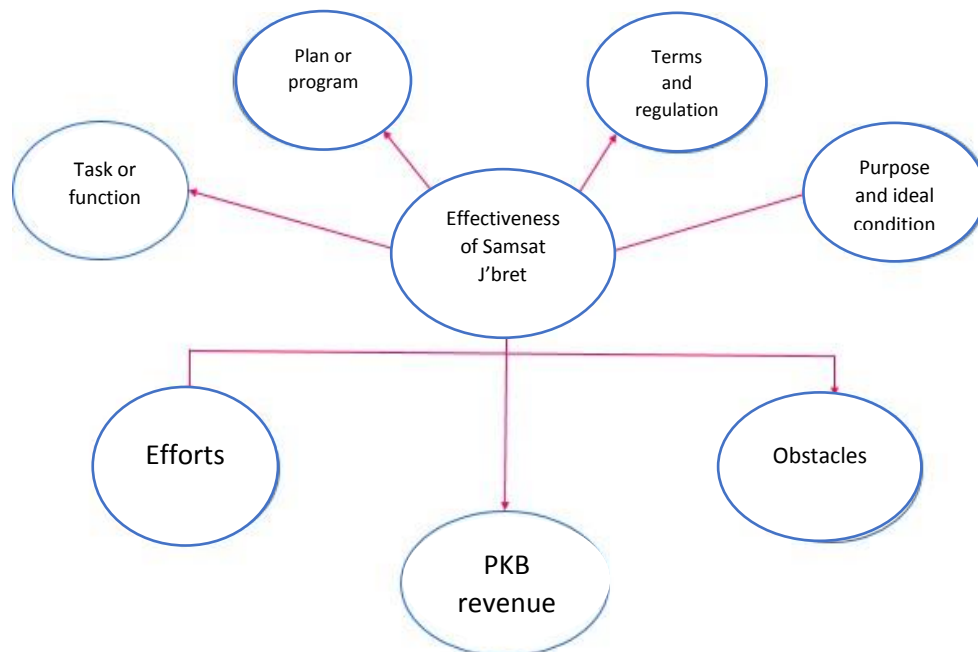 Plan or
program
Terms
and
regulation
Task or
function
Purpose
and ideal
condition
Effectiveness
of Samsat
J’bret
Efforts
Obstacles
PKB
revenue